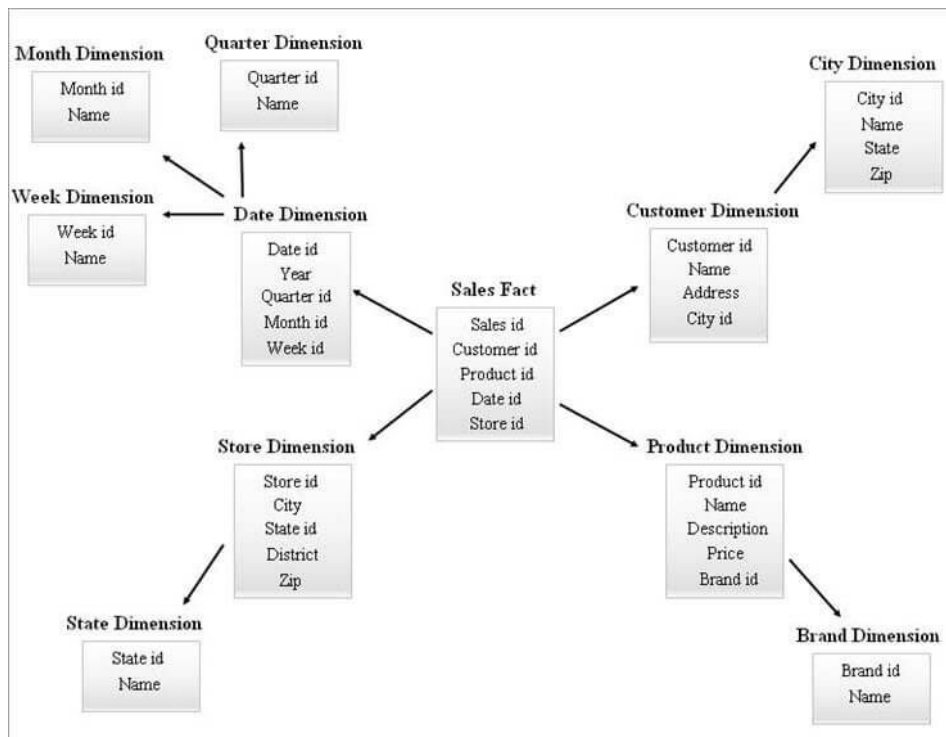 Month Dimension
Month id
Name
Quarter Dimension
Quarter id
Name
Week Dimension
Week id
Name
Date Dimension
Date id
Year
Quarter id
Month id
Week id
City Dimension
City id
Name
State
Zip
Customer Dimension
Customer id
Name
Address
City id
Sales Fact
Sales id
Customer id
Product id
Date id
Store id
Store Dimension
Store id
City
State id
District
Zip
Product Dimension
Product id
Name
Description
Price
Brand id
State Dimension
State id
Name
Brand Dimension
Brand id
Name